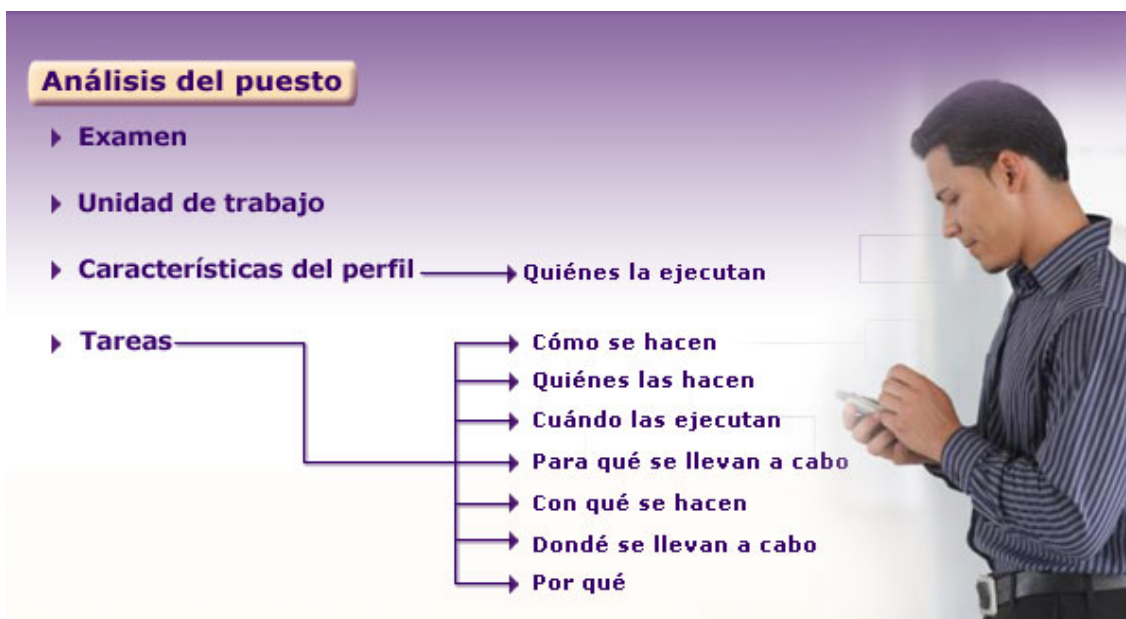 Análisis del puesto
Examen
Unidad de trabajo
Características del perfil
Quiénes la ejecutan
Tareas
Cómo se hacen
Quiénes las hacen
Cuándo las ejecutan
Para qué se llevan a cabo
Con qué se hacen
Dondé se llevan a cabo
Por qué